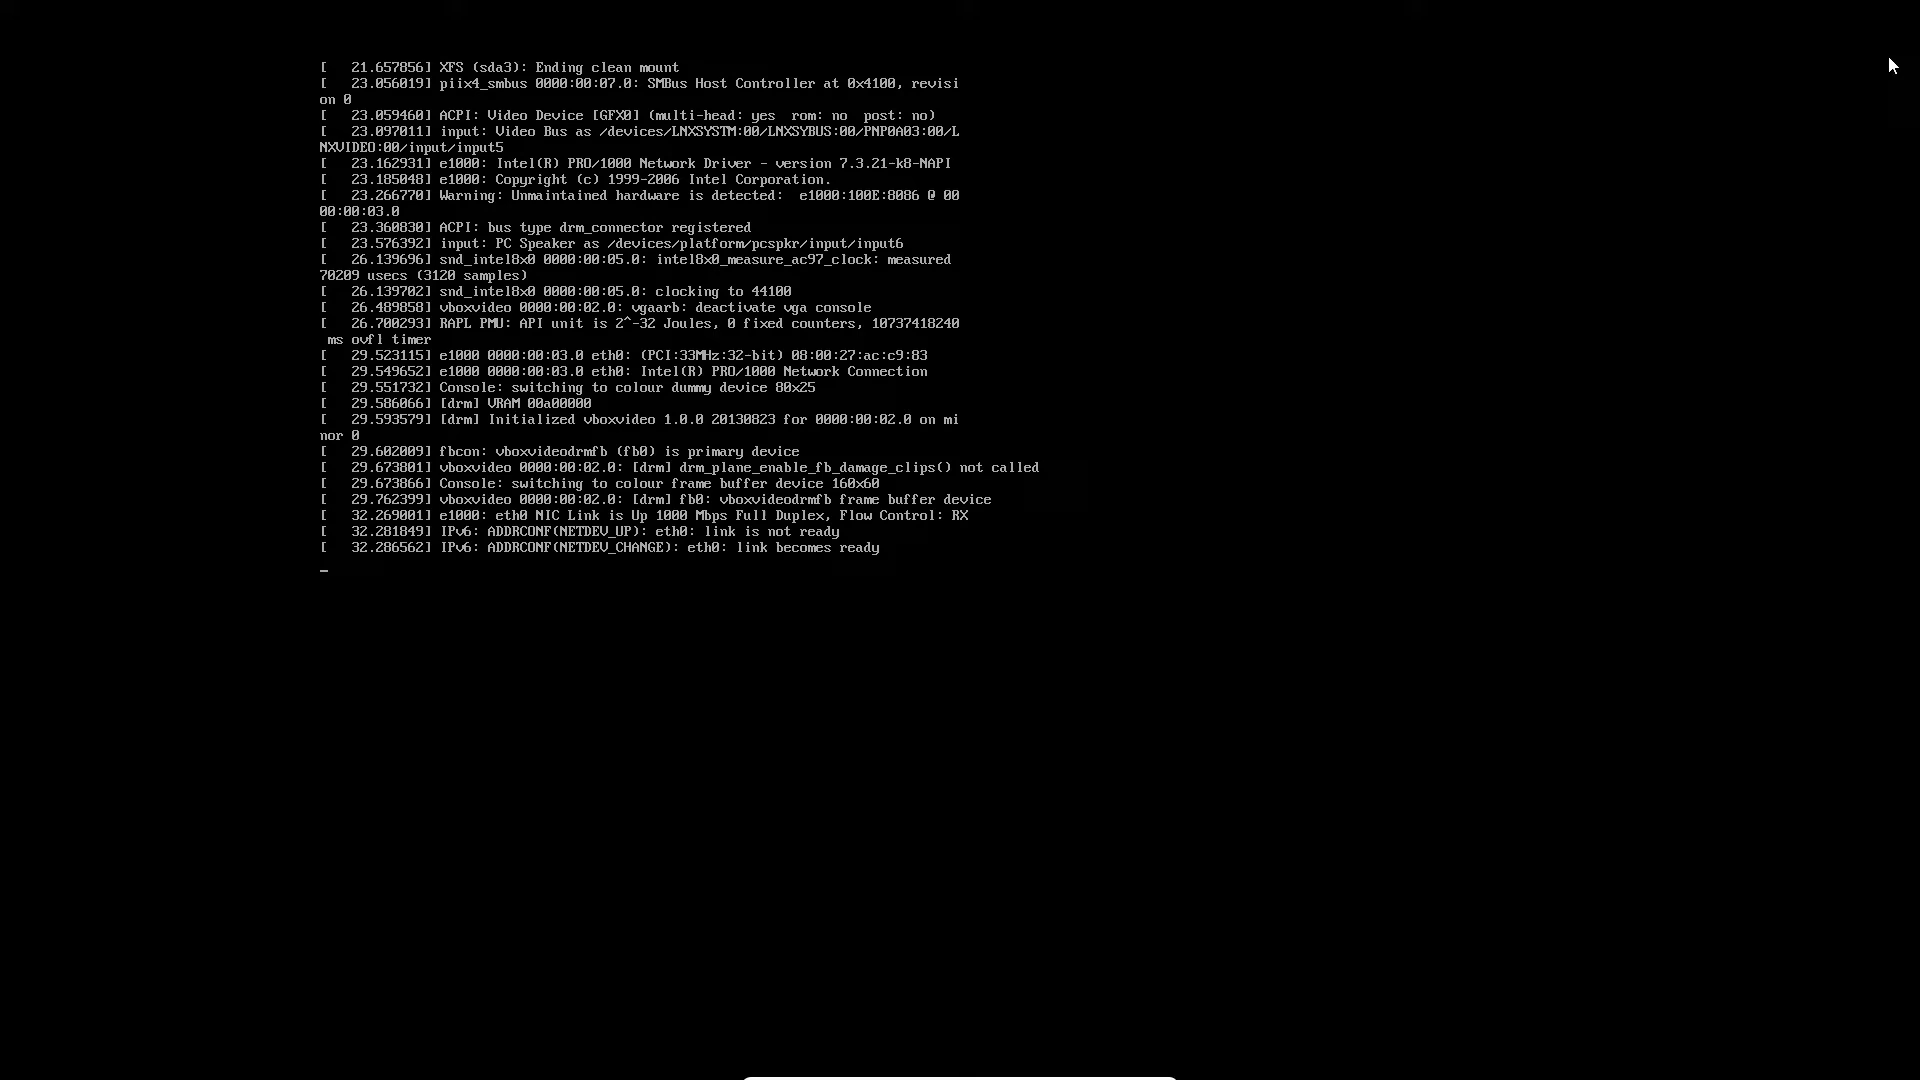 [   21.657856] XFS (sda3): Ending clean mount
[   23.056019] piix4_smbus 0000:00:07.0: SMBus Host Controller at 0x4100, revisi
on 0
[   23.059460] ACPI: Video Device [GFX0] (multi-head: yes  rom: no  post: no)
[   23.097011] input: Video Bus as /devices/LNXSYSTM:00/LNXSYBUS:00/PNP0A03:00/L
NXVIDEO:00/input/input5
[   23.162931] e1000: Intel(R) PRO/1000 Network Driver - version 7.3.21-k8-NAPI
[   23.185048] e1000: Copyright (c) 1999-2006 Intel Corporation.
[   23.266770] Warning: Unmaintained hardware is detected:  e1000:100E:8086 @ 00
00:00:03.0
[   23.360830] ACPI: bus type drm_connector registered
[   23.576392] input: PC Speaker as /devices/platform/pcspkr/input/input6
[   26.139696] snd_intel8x0 0000:00:05.0: intel8x0_measure_ac97_clock: measured
70209 usecs (3120 samples)
[   26.139702] snd_intel8x0 0000:00:05.0: clocking to 44100
[   26.489858] vboxvideo 0000:00:02.0: vgaarb: deactivate vga console
[   26.700293] RAPL PMU: API unit is 2^-32 Joules, 0 fixed counters, 10737418240
 ms ovfl timer
[   29.523115] e1000 0000:00:03.0 eth0: (PCI:33MHz:32-bit) 08:00:27:ac:c9:83
[   29.549652] e1000 0000:00:03.0 eth0: Intel(R) PRO/1000 Network Connection
[   29.551732] Console: switching to colour dummy device 80x25
[   29.586066] [drm] VRAM 00a00000
[   29.593579] [drm] Initialized vboxvideo 1.0.0 20130823 for 0000:00:02.0 on mi
nor 0
[   29.602009] fbcon: vboxvideodrmfb (fb0) is primary device
[   29.673801] vboxvideo 0000:00:02.0: [drm] drm_plane_enable_fb_damage_clips() not called
[   29.673866] Console: switching to colour frame buffer device 160x60
[   29.762399] vboxvideo 0000:00:02.0: [drm] fb0: vboxvideodrmfb frame buffer device
[   32.269001] e1000: eth0 NIC Link is Up 1000 Mbps Full Duplex, Flow Control: RX
[   32.281849] IPv6: ADDRCONF(NETDEV_UP): eth0: link is not ready
[   32.286562] IPv6: ADDRCONF(NETDEV_CHANGE): eth0: link becomes ready
_